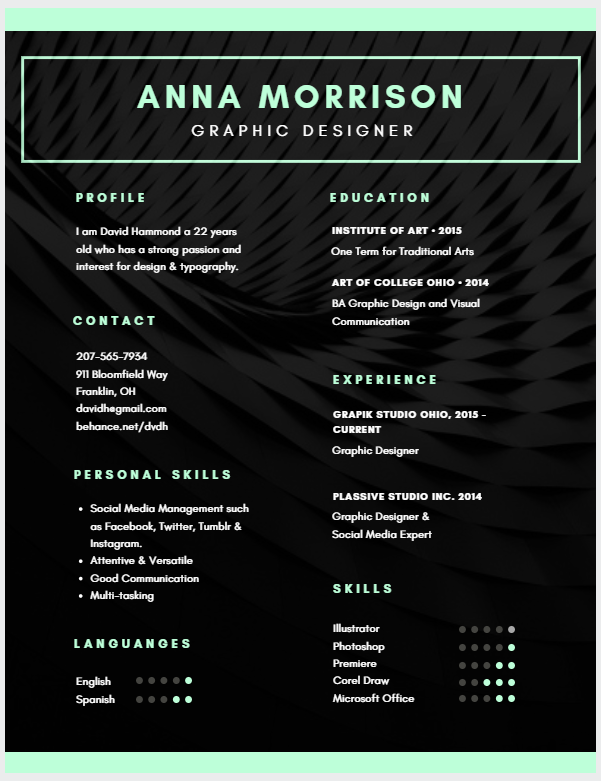 ANNA MORRISON
GRAPHIC DESIGNER
PROFILE
I am David Hammond a 22 years
old who has a strong passion and
interest for design & typography.
CONTACT
207-565-7934
911 Bloomfield Way
Franklin, OH
davidh@gmail.com
behance.net/dvdh
PERSONAL SKILLS
• Social Media Management such
as Facebook, Twitter, Tumblr &
Instagram.
• Attentive & Versatile
• Good Communication
• Multi-tasking
LANGUANGES
English
Spanish
EDUCATION
INSTITUTE OF ART • 2015
One Term for Traditional Arts
ART OF COLLEGE OHIO • 2014
BA Graphic Design and Visual
Communication
EXPERIENCE
GRAPIK STUDIO OHIO, 2015 -
CURRENT
Graphic Designer
PLASSIVE STUDIO INC. 2014
Graphic Designer &
Social Media Expert
SKILLS
Illustrator
Photoshop
Premiere
Corel Draw
Microsoft Office